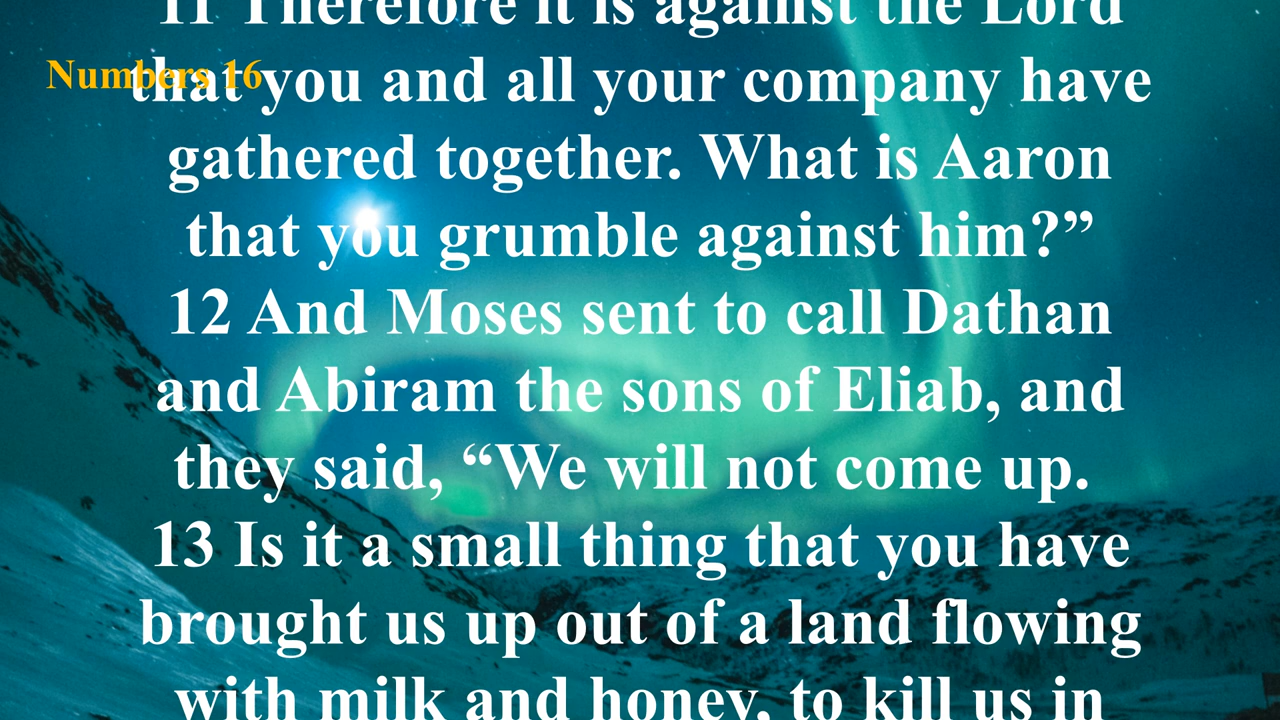 11 Therefore it is against the Lord
Numbers 16
that you and all your company have
gathered together. What is Aaron
that you grumble against him?”
12 And Moses sent to call Dathan
and Abiram the sons of Eliab, and
they said, “We will not come up.
13 Is it a small thing that you have
brought us up out of a land flowing
with milk and honey, to kill us in